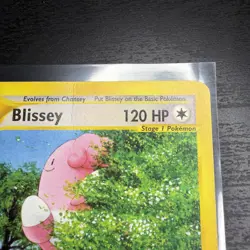 Evolves from Chansey Put Blissey on the Basic Pokémon
Blissey 120 HP
Stage 1 Pokémon